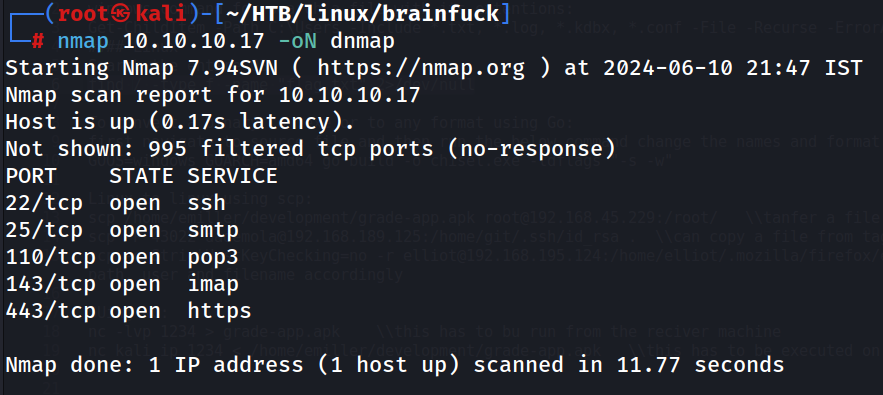 ┌──(root㉿kali)-[~/HTB/linux/brainfuck]
└─# nmap 10.10.10.17 -oN dnmap
Starting Nmap 7.94SVN ( https://nmap.org ) at 2024-06-10 21:47 IST
Nmap scan report for 10.10.10.17
Host is up (0.17s latency).
Not shown: 995 filtered tcp ports (no-response)
PORT    STATE SERVICE
22/tcp  open  ssh
25/tcp  open  smtp
110/tcp open  pop3
143/tcp open  imap
443/tcp open  https
Nmap done: 1 IP address (1 host up) scanned in 11.77 seconds